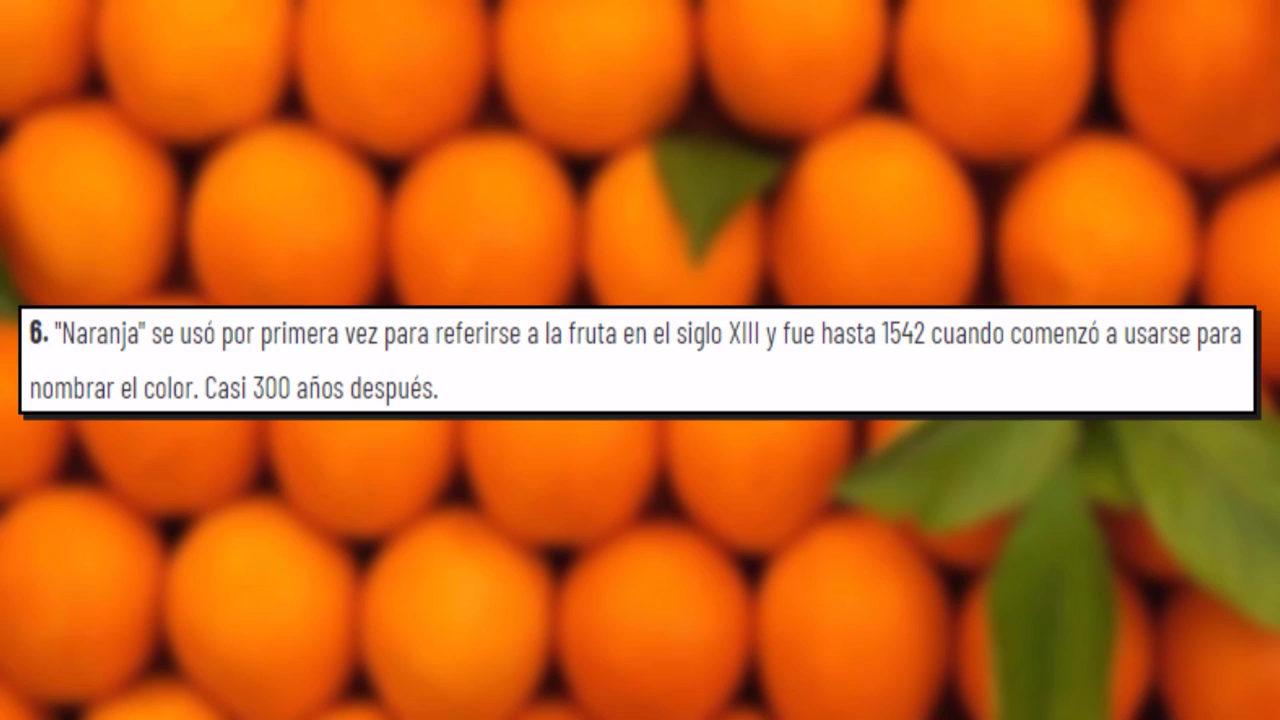 6. "Naranja" se usó por primera vez para referirse a la fruta en el siglo XIII y fue hasta 1542 cuando comenzó a usarse para
nombrar el color. Casi 300 años después.